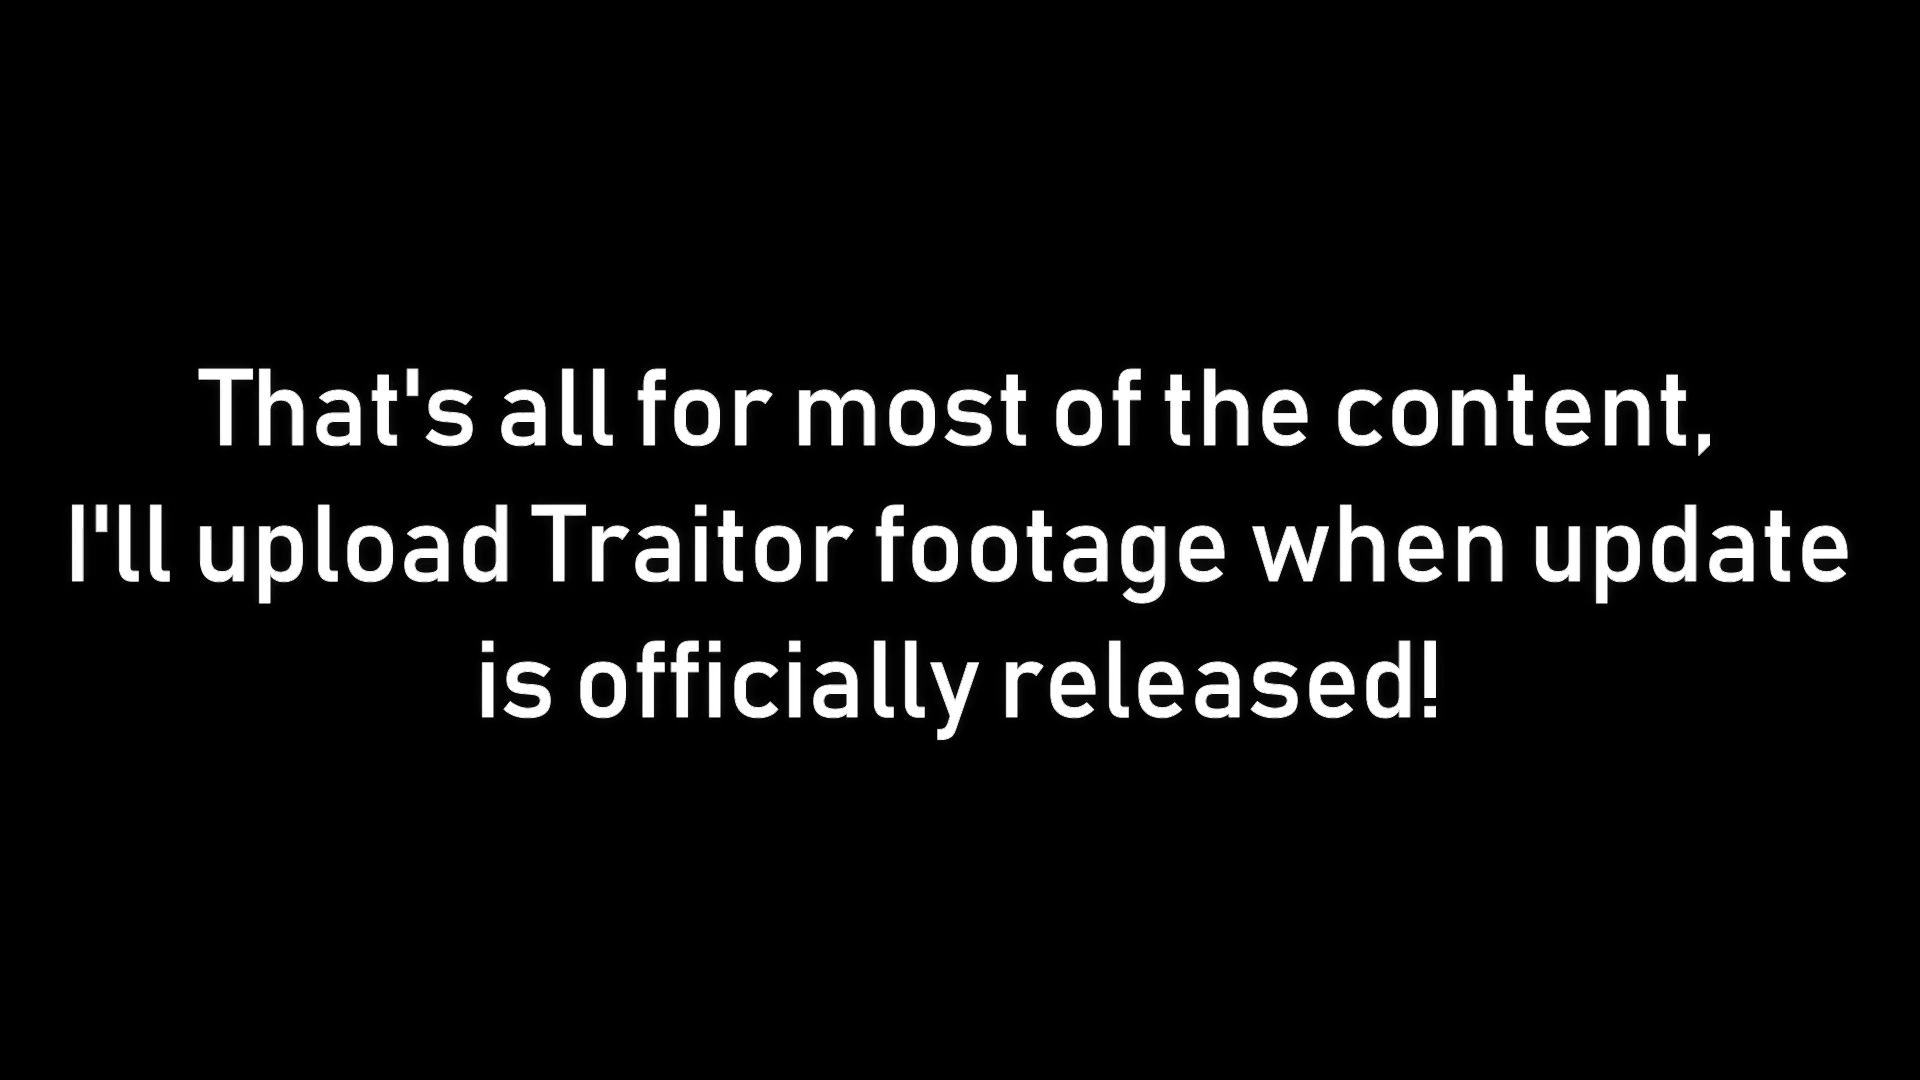 That's all for most of the content,
I'll upload Traitor footage when update
is officially released!